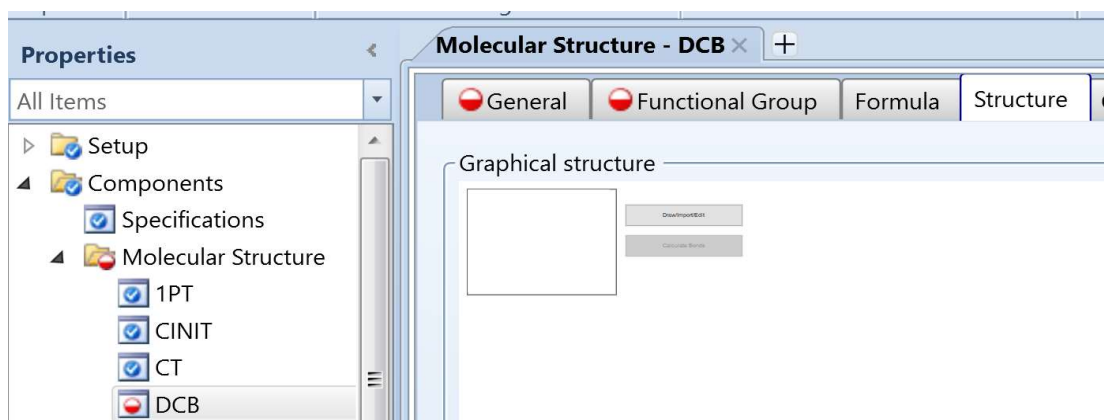 Properties
All Items
Setup
Components
Specifications
Molecular Structure
1PT
CINIT
CT
DCB
Molecular Structure - DCB
General
Functional Group
Formula
Structure
Graphical structure
Draw/Import/Edit
Calculate Bonds